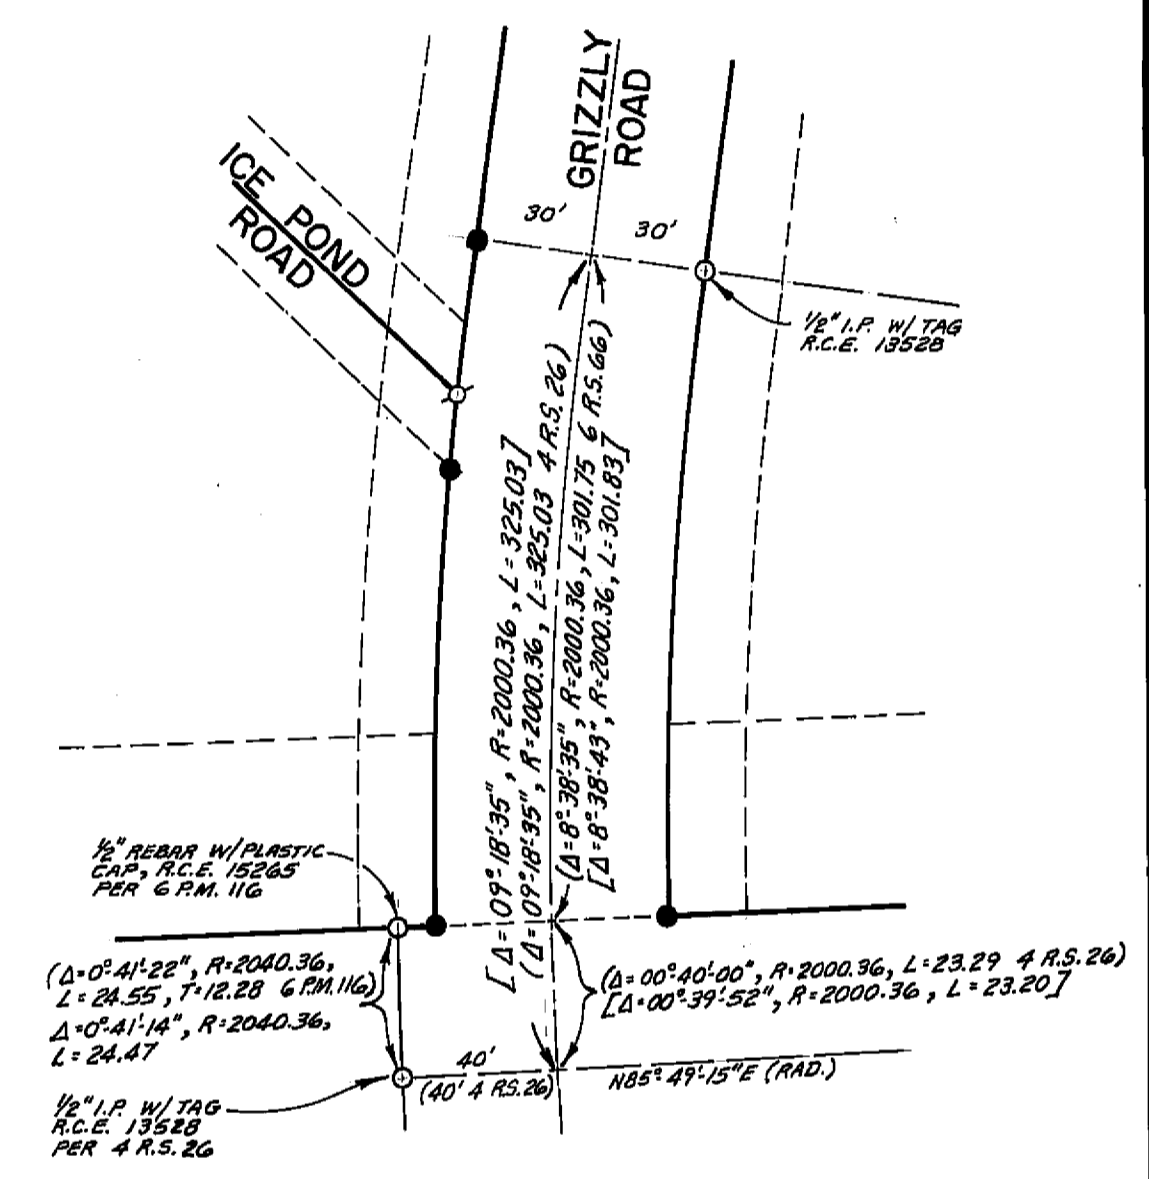 GRIZZLY
ROAD
ICE POND
ROAD
30'
30'
1/2" I.P. W/ TAG
R.C.E. 13528
[Δ=09°-18'-35", R=2000.36, L=325.03]
(Δ=09°-18'-35", R=2000.36, L=325.03 4 R.S. 26)
(Δ=8°-38'-35", R=2000.36, L=301.75 6 R.S. 66)
[Δ=8°-38'-43", R=2000.36, L=301.83]
1/2" REBAR W/PLASTIC
CAP, R.C.E. 15265
PER 6 P.M. 116
(Δ=0°-41'-22", R=2040.36,
L=24.55, T=12.28 6 P.M. 116)
Δ=0°-41'-14", R=2040.36,
L=24.47
(Δ=00°-40'-00", R=2000.36, L=23.29 4 R.S. 26)
[Δ=00°-39'-52", R=2000.36, L=23.20]
40'
(40' 4 R.S. 26)
N85°-49'-15"E (RAD.)
1/2" I.P. W/ TAG
R.C.E. 13528
PER 4 R.S. 26